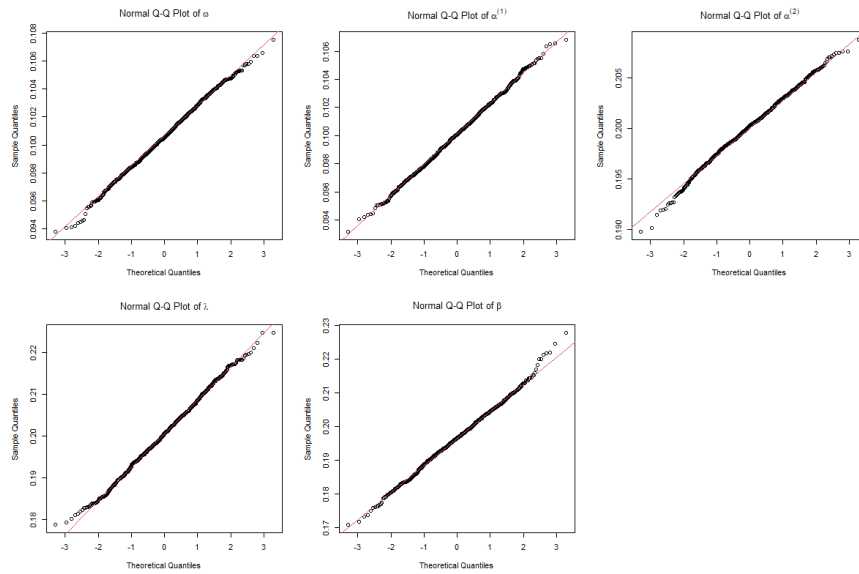 Normal Q-Q Plot of ω
Sample Quantiles
0.094 0.096 0.098 0.100 0.102 0.104 0.106 0.108
-3 -2 -1 0 1 2 3
Theoretical Quantiles
Normal Q-Q Plot of α⁽¹⁾
Sample Quantiles
0.094 0.098 0.102 0.106
-3 -2 -1 0 1 2 3
Theoretical Quantiles
Normal Q-Q Plot of α⁽²⁾
Sample Quantiles
0.190 0.195 0.200 0.205
-3 -2 -1 0 1 2 3
Theoretical Quantiles
Normal Q-Q Plot of λ
Sample Quantiles
0.18 0.19 0.20 0.21 0.22
-3 -2 -1 0 1 2 3
Theoretical Quantiles
Normal Q-Q Plot of β
Sample Quantiles
0.17 0.18 0.19 0.20 0.21 0.22 0.23
-3 -2 -1 0 1 2 3
Theoretical Quantiles